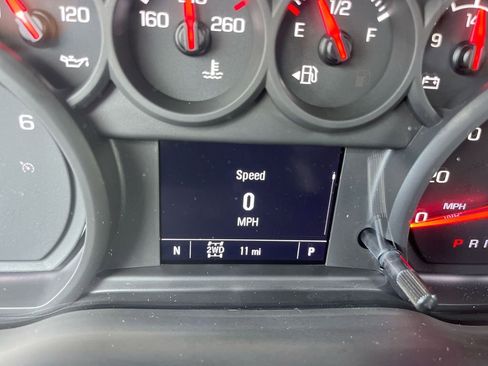 120
160 260
E 1/2 F
9 14
6
Speed
0
MPH
N 2WD 11 mi P
20
0 MPH
P R